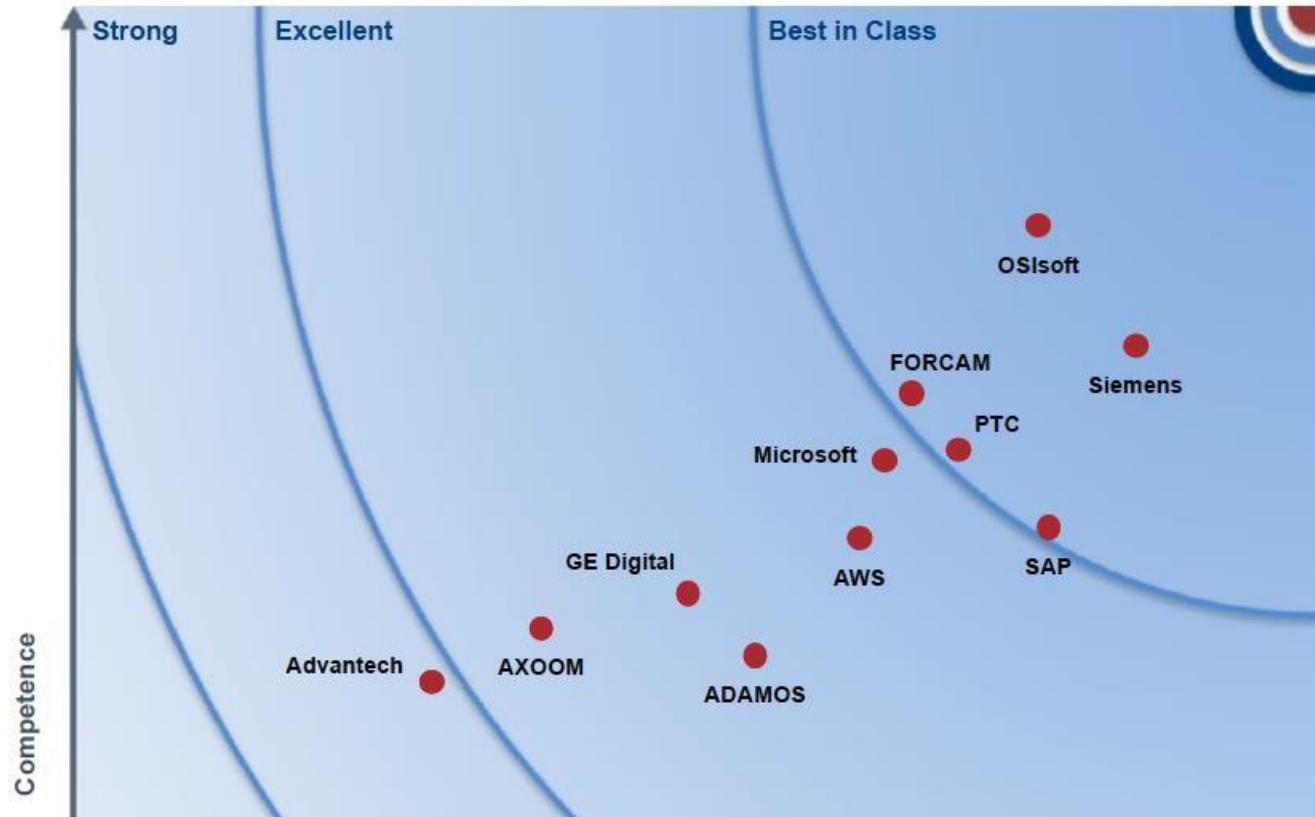 Strong
Excellent
Best in Class
OSIsoft
FORCAM
Siemens
PTC
Microsoft
GE Digital
AWS
SAP
Advantech
AXOOM
ADAMOS
Competence